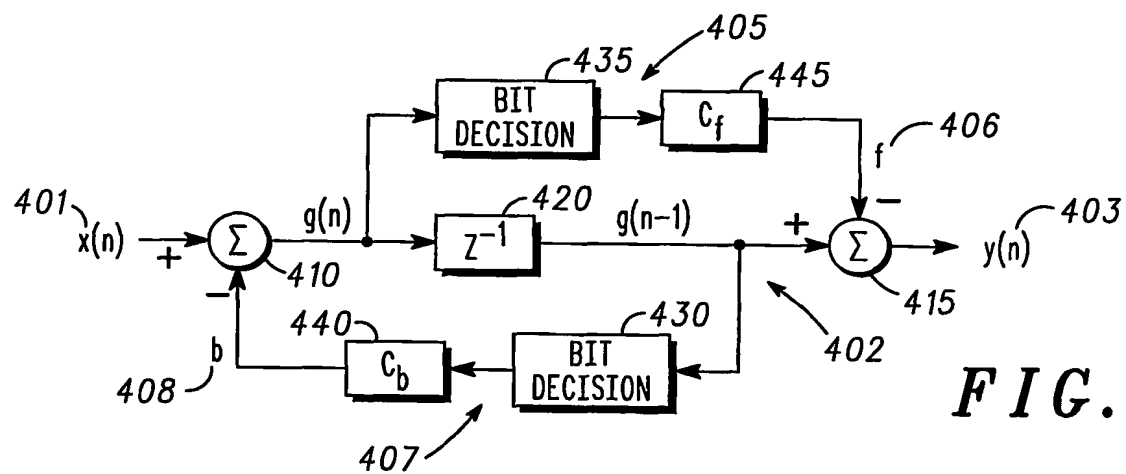 405
435
445
BIT
DECISION
C_f
f 406
401
x(n)
+
Σ
410
g(n)
420
Z⁻¹
g(n-1)
+
−
Σ
415
403
y(n)
−
b
408
440
C_b
430
BIT
DECISION
407
402
FIG.